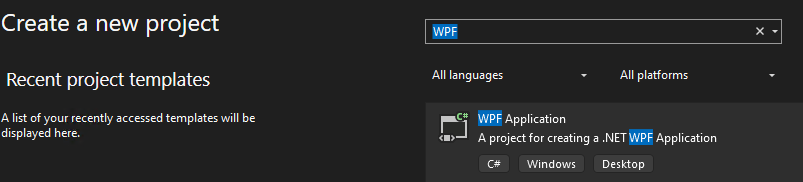 Create a new project
WPF
Recent project templates
All languages
All platforms
A list of your recently accessed templates will
be displayed here.
C#
WPF Application
A project for creating a .NET WPF Application
C#
Windows
Desktop